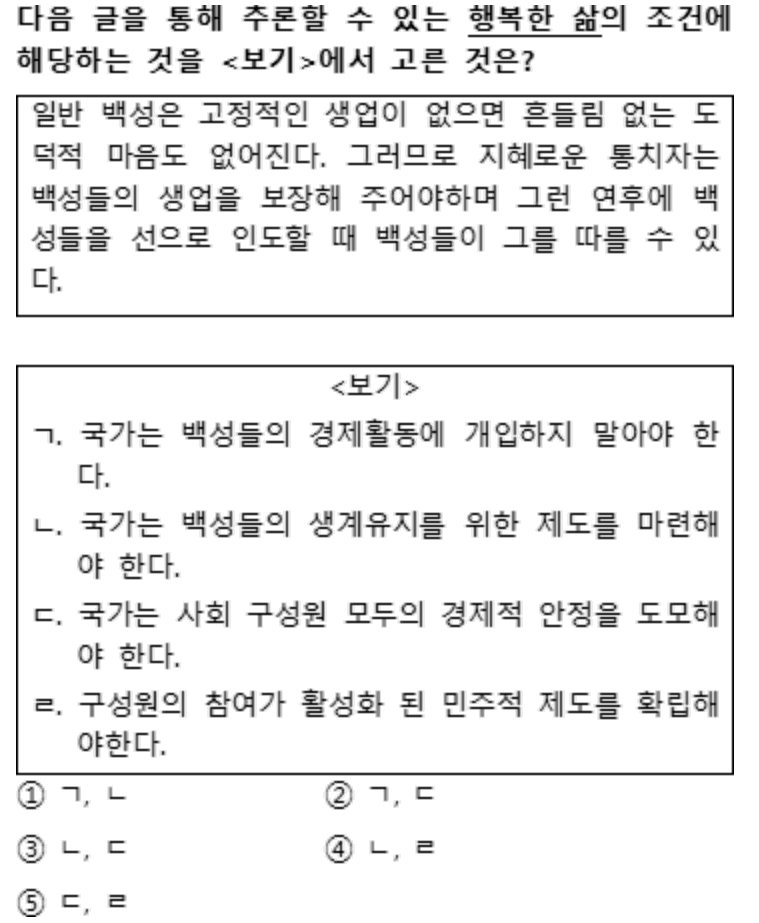 다음 글을 통해 추론할 수 있는 행복한 삶의 조건에
해당하는 것을 <보기>에서 고른 것은?
일반 백성은 고정적인 생업이 없으면 흔들림 없는 도
덕적 마음도 없어진다. 그러므로 지혜로운 통치자는
백성들의 생업을 보장해 주어야하며 그런 연후에 백
성들을 선으로 인도할 때 백성들이 그를 따를 수 있
다.
<보기>
ㄱ. 국가는 백성들의 경제활동에 개입하지 말아야 한
다.
ㄴ. 국가는 백성들의 생계유지를 위한 제도를 마련해
야 한다.
ㄷ. 국가는 사회 구성원 모두의 경제적 안정을 도모해
야 한다.
ㄹ. 구성원의 참여가 활성화 된 민주적 제도를 확립해
야한다.
① ㄱ, ㄴ ② ㄱ, ㄷ
③ ㄴ, ㄷ ④ ㄴ, ㄹ
⑤ ㄷ, ㄹ